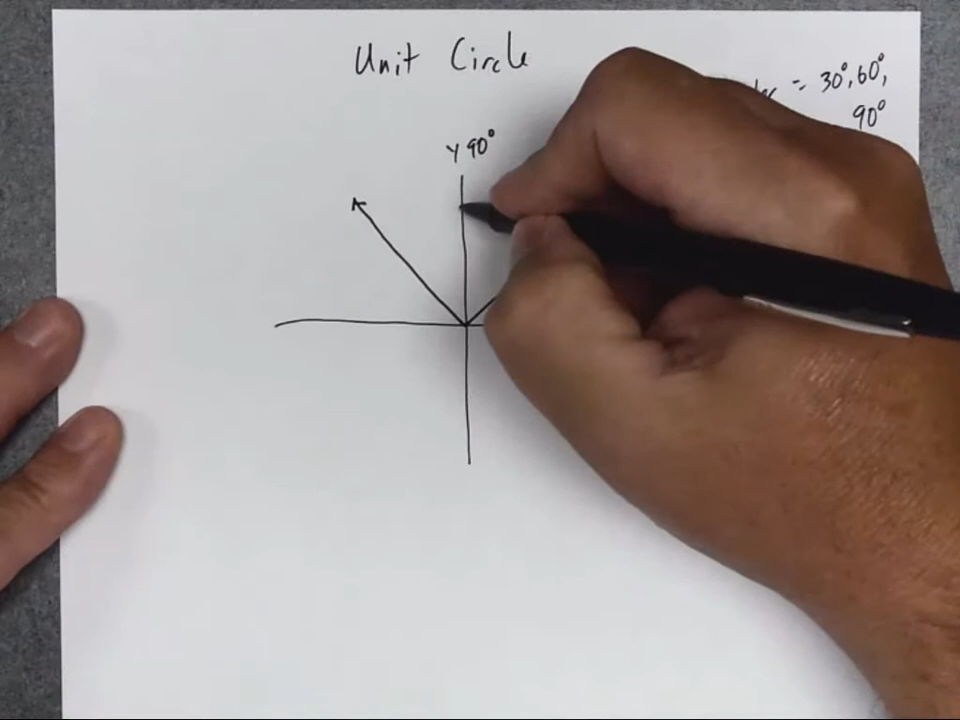 Unit Circle
= 30°, 60°,
90°
y 90°